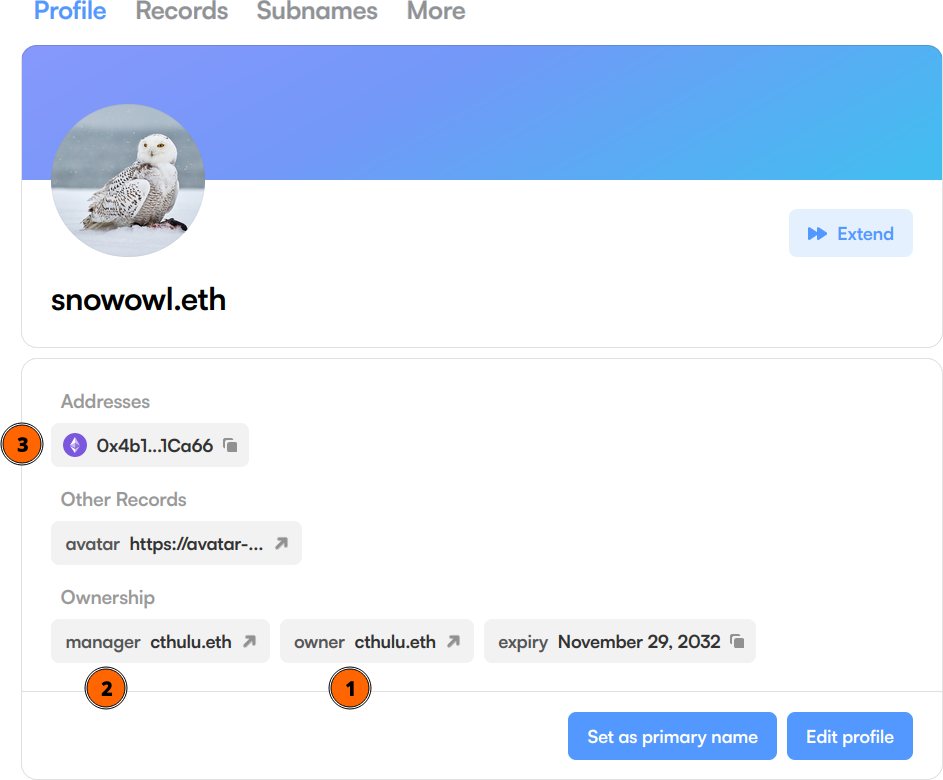 Profile Records Subnames More
Extend
snowowl.eth
Addresses
3 0x4b1...1Ca66
Other Records
avatar https://avatar-...
Ownership
manager cthulu.eth owner cthulu.eth expiry November 29, 2032
2 1
Set as primary name Edit profile